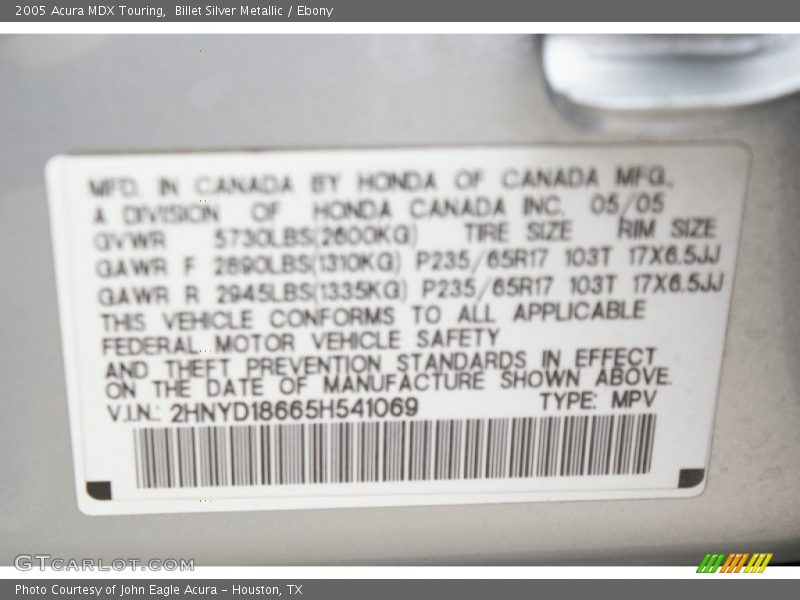 2005 Acura MDX Touring, Billet Silver Metallic / Ebony
MFD. IN CANADA BY HONDA OF CANADA MFG.,
A DIVISION OF HONDA CANADA INC. 05/05
GVWR 5730LBS(2600KG) TIRE SIZE RIM SIZE
GAWR F 2890LBS(1310KG) P235/65R17 103T 17X6.5JJ
GAWR R 2945LBS(1335KG) P235/65R17 103T 17X6.5JJ
THIS VEHICLE CONFORMS TO ALL APPLICABLE
FEDERAL MOTOR VEHICLE SAFETY
AND THEFT PREVENTION STANDARDS IN EFFECT
ON THE DATE OF MANUFACTURE SHOWN ABOVE.
V.I.N.: 2HNYD18665H541069 TYPE: MPV
GTCARLOT.COM
Photo Courtesy of John Eagle Acura - Houston, TX